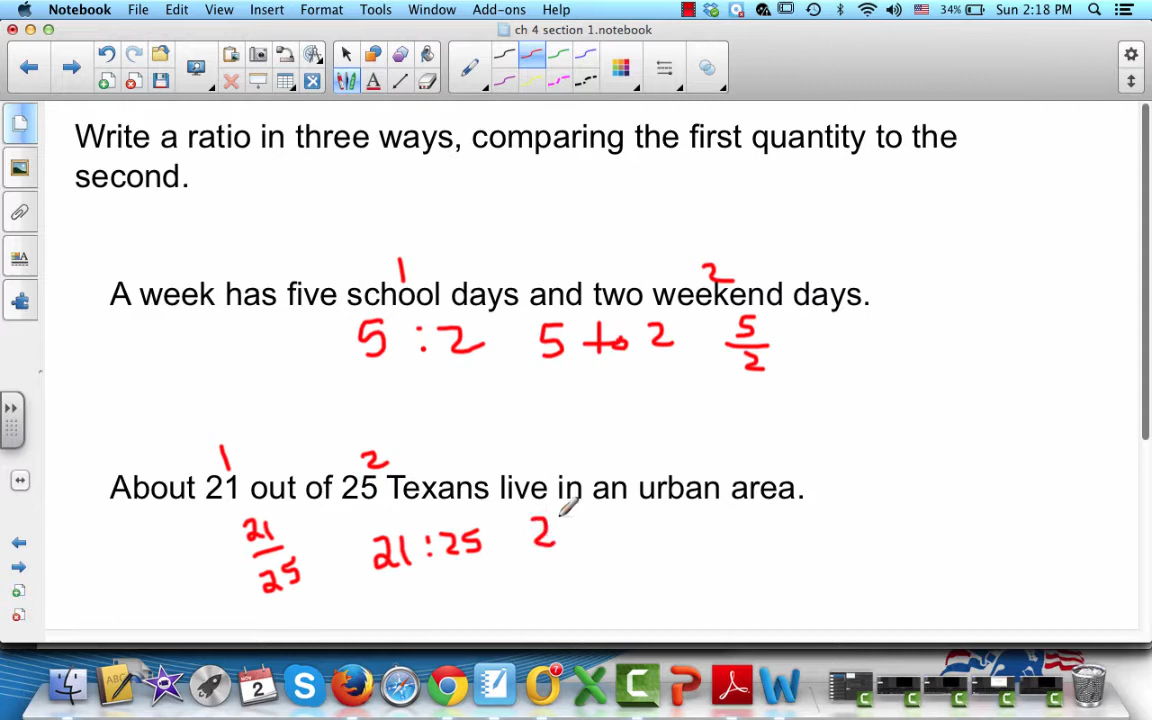 Notebook File Edit View Insert Format Tools Window Add-ons Help 34% Sun 2:18 PM
ch 4 section 1.notebook
Write a ratio in three ways, comparing the first quantity to the
second.
1 2
A week has five school days and two weekend days.
5 : 2 5 to 2 5/2
1 2
About 21 out of 25 Texans live in an urban area.
21/25 21:25 2
ABC 2 S 7 X C P W